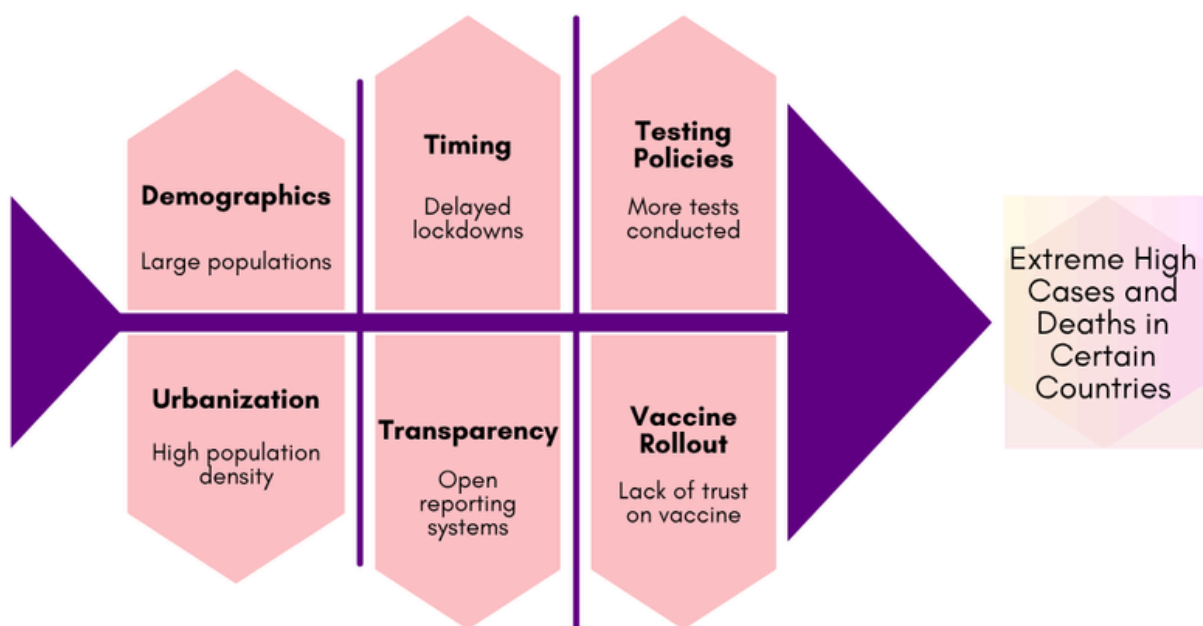 Demographics
Large populations
Timing
Delayed
lockdowns
Testing
Policies
More tests
conducted
Urbanization
High population
density
Transparency
Open
reporting
systems
Vaccine
Rollout
Lack of trust
on vaccine
Extreme High
Cases and
Deaths in
Certain
Countries